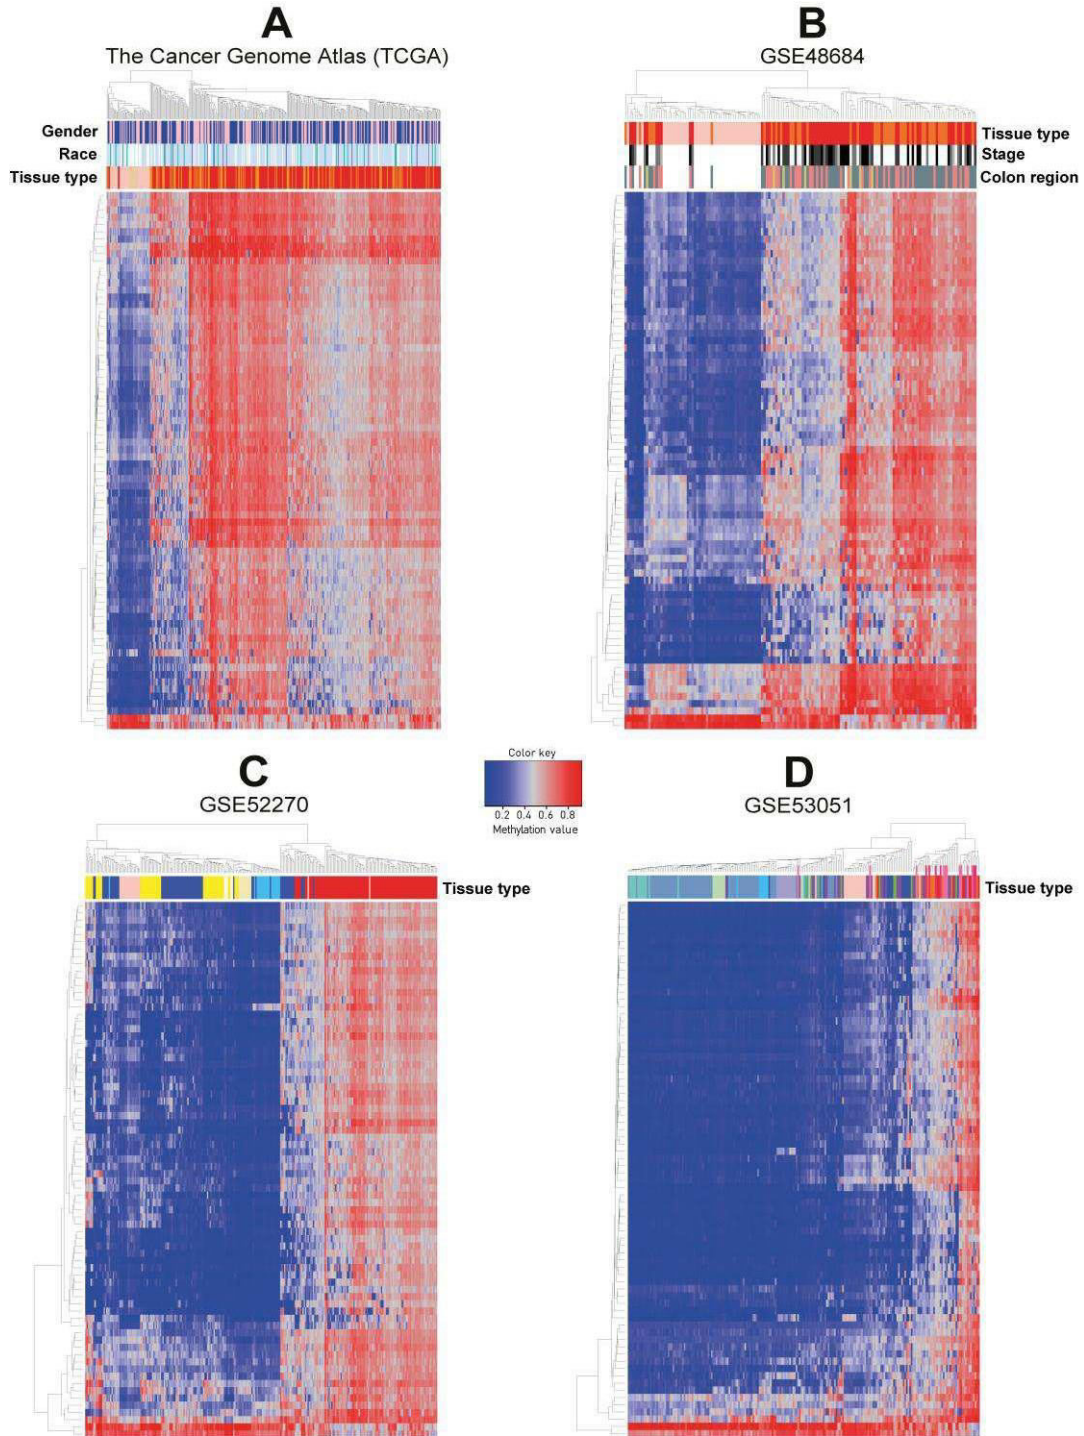 A
The Cancer Genome Atlas (TCGA)
Gender
Race
Tissue type
B
GSE48684
Tissue type
Stage
Colon region
C
GSE52270
Tissue type
Color key
0.2 0.4 0.6 0.8
Methylation value
D
GSE53051
Tissue type